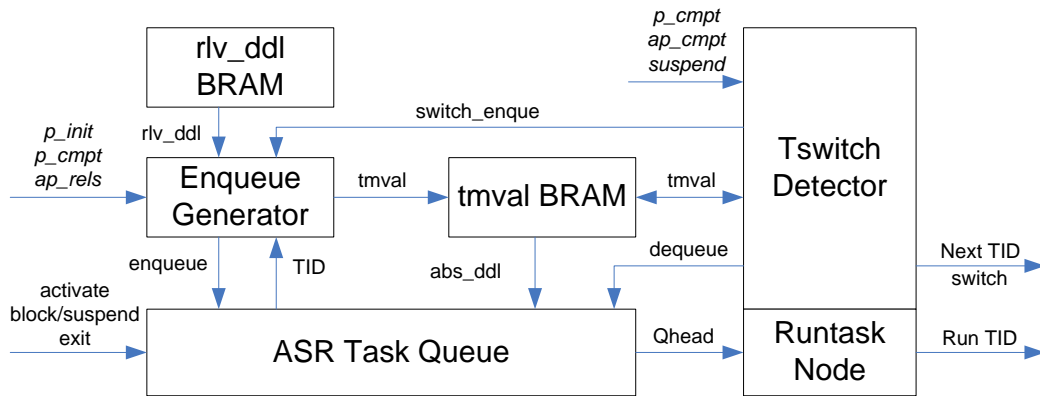 rlv_ddl
BRAM
p_cmpt
ap_cmpt
suspend
switch_enque
rlv_ddl
p_init
p_cmpt
ap_rels
Enqueue
Generator
tmval
tmval BRAM
tmval
Tswitch
Detector
enqueue
TID
abs_ddl
dequeue
Next TID
switch
activate
block/suspend
exit
ASR Task Queue
Qhead
Runtask
Node
Run TID